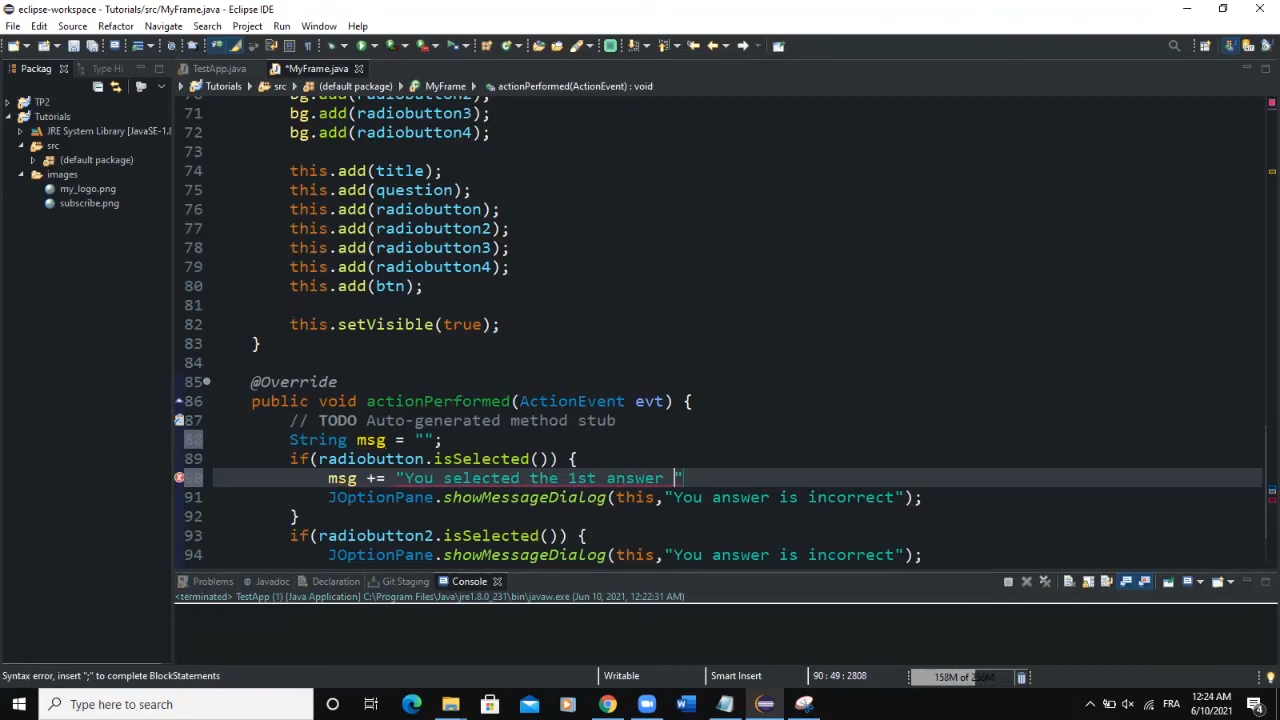 eclipse-workspace - Tutorials/src/MyFrame.java - Eclipse IDE
File Edit Source Refactor Navigate Search Project Run Window Help
Packag Type Hi TestApp.java *MyFrame.java
Tutorials src (default package) MyFrame actionPerformed(ActionEvent) : void
TP2
Tutorials
JRE System Library [JavaSE-1.
src
(default package)
images
my_logo.png
subscribe.png
70 bg.add(radiobutton2);
71 bg.add(radiobutton3);
72 bg.add(radiobutton4);
73
74 this.add(title);
75 this.add(question);
76 this.add(radiobutton);
77 this.add(radiobutton2);
78 this.add(radiobutton3);
79 this.add(radiobutton4);
80 this.add(btn);
81
82 this.setVisible(true);
83 }
84
85 @Override
86 public void actionPerformed(ActionEvent evt) {
87 // TODO Auto-generated method stub
88 String msg = "";
89 if(radiobutton.isSelected()) {
90 msg += "You selected the 1st answer "
91 JOptionPane.showMessageDialog(this,"You answer is incorrect");
92 }
93 if(radiobutton2.isSelected()) {
94 JOptionPane.showMessageDialog(this,"You answer is incorrect");
Problems Javadoc Declaration Git Staging Console
<terminated> TestApp (1) [Java Application] C:\Program Files\Java\jre1.8.0_231\bin\javaw.exe (Jun 10, 2021, 12:22:31 AM)
Syntax error, insert ";" to complete BlockStatements Writable Smart Insert 90 : 49 : 2808 158M of 256M
Type here to search FRA 12:24 AM
6/10/2021